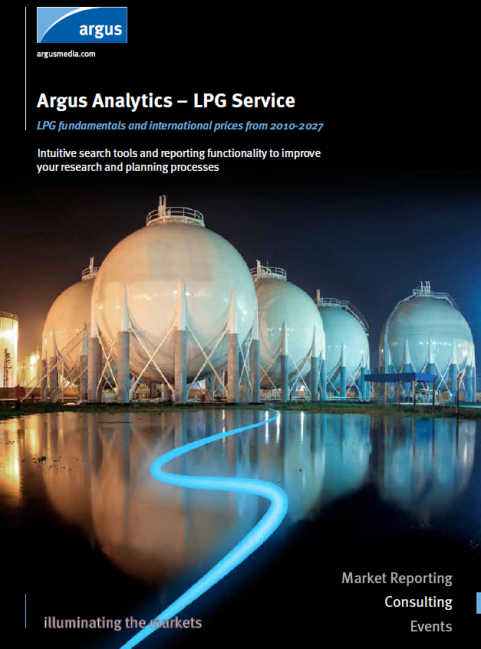 argus
argusmedia.com
Argus Analytics – LPG Service
LPG fundamentals and international prices from 2010-2027
Intuitive search tools and reporting functionality to improve
your research and planning processes
Market Reporting
Consulting
Events
illuminating the markets